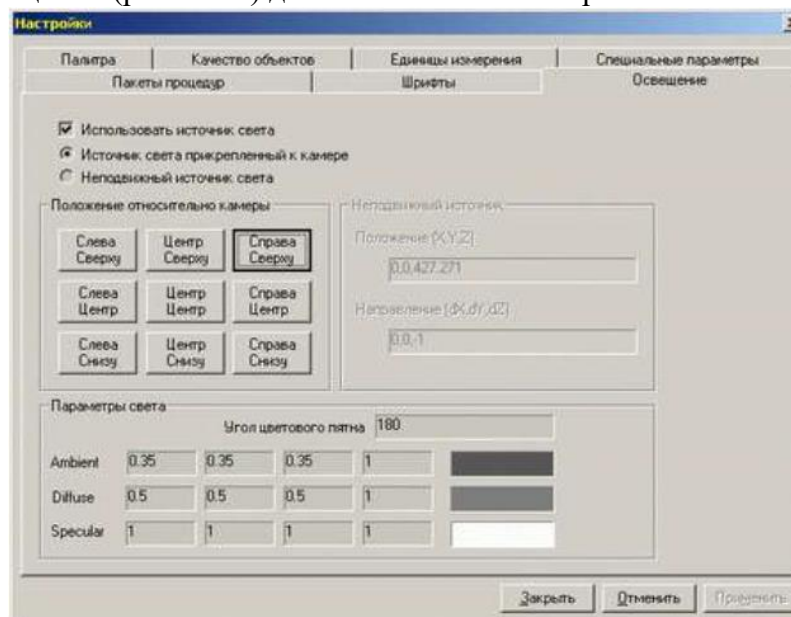 Настройки
Палитра Качество объектов Единицы измерения Специальные параметры
Пакеты процедур Шрифты Освещение
Использовать источник света
Источник света прикрепленный к камере
Неподвижный источник света
Положение относительно камеры Неподвижный источник
Слева Сверху Центр Сверху Справа Сверху
Положение (X,Y,Z)
0,0,427.271
Слева Центр Центр Центр Справа Центр
Направление (dX,dY,dZ)
0,0,-1
Слева Снизу Центр Снизу Справа Снизу
Параметры света
Угол цветового пятна 180
Ambient 0.35 0.35 0.35 1
Diffuse 0.5 0.5 0.5 1
Specular 1 1 1 1
Закрыть Отменить Применить